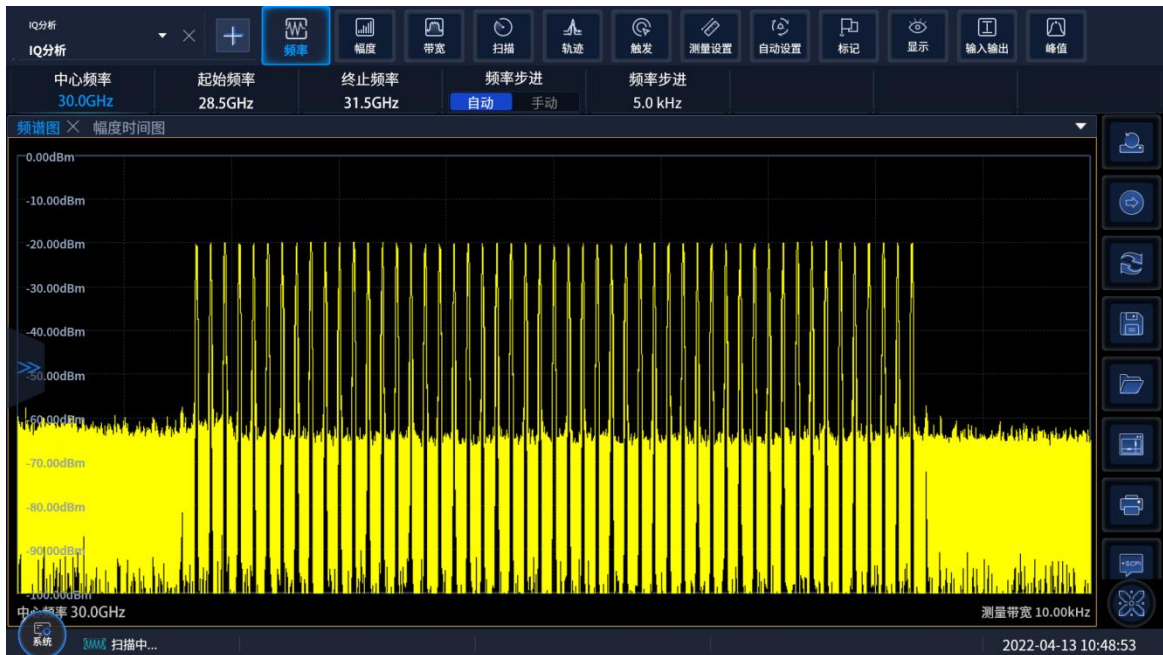 IQ分析
IQ分析
频率
幅度
带宽
扫描
轨迹
触发
测量设置
自动设置
标记
显示
输入输出
峰值
中心频率
30.0GHz
起始频率
28.5GHz
终止频率
31.5GHz
频率步进
自动 手动
频率步进
5.0 kHz
频谱图 幅度时间图
0.00dBm
-10.00dBm
-20.00dBm
-30.00dBm
-40.00dBm
-50.00dBm
-60.00dBm
-70.00dBm
-80.00dBm
-90.00dBm
-100.00dBm
中心频率 30.0GHz
测量带宽 10.00kHz
•SCPI
系统
扫描中...
2022-04-13 10:48:53